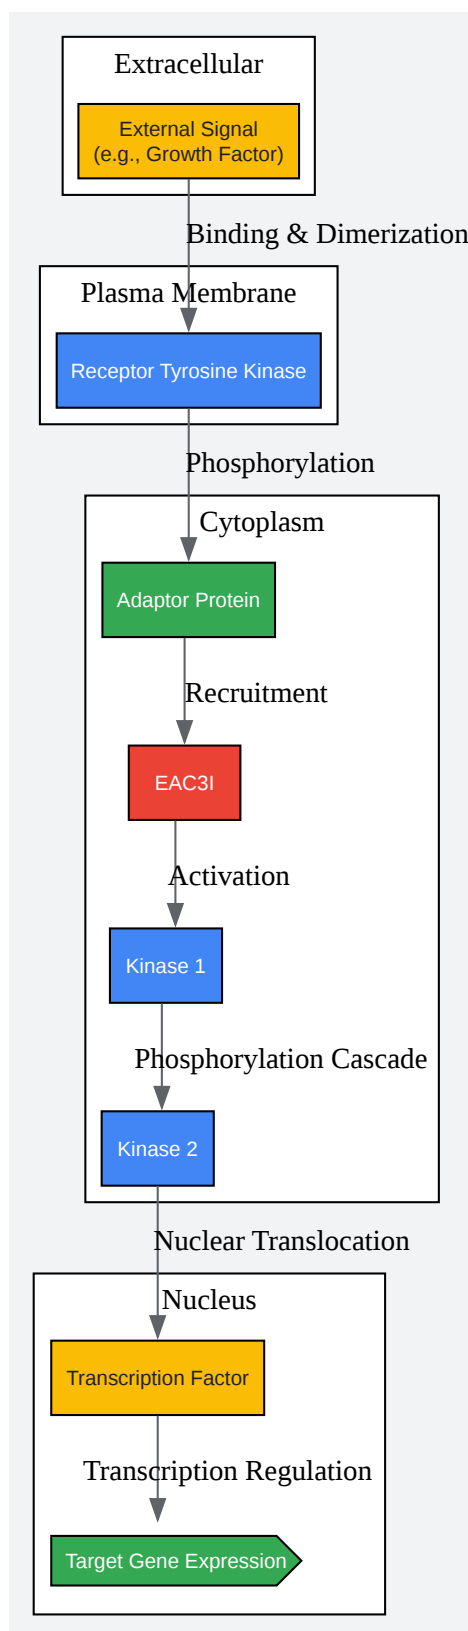 Extracellular
External Signal
(e.g., Growth Factor)
Binding & Dimerization
Plasma Membrane
Receptor Tyrosine Kinase
Phosphorylation
Cytoplasm
Adaptor Protein
Recruitment
EAC3I
Activation
Kinase 1
Phosphorylation Cascade
Kinase 2
Nuclear Translocation
Nucleus
Transcription Factor
Transcription Regulation
Target Gene Expression